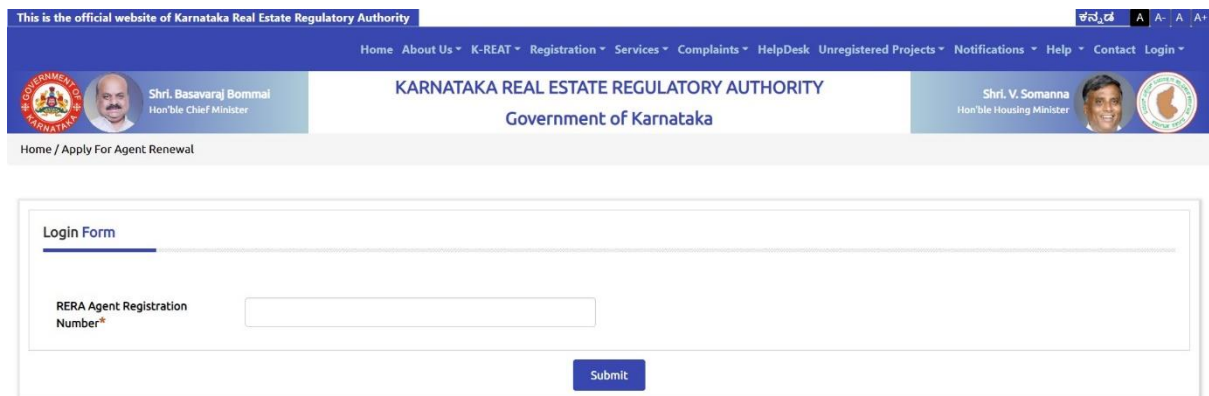 This is the official website of Karnataka Real Estate Regulatory Authority
ಕನ್ನಡ A A- A A+
Home About Us K-REAT Registration Services Complaints HelpDesk Unregistered Projects Notifications Help Contact Login
Shri. Basavaraj Bommai
Hon'ble Chief Minister
KARNATAKA REAL ESTATE REGULATORY AUTHORITY
Government of Karnataka
Shri. V. Somanna
Hon'ble Housing Minister
GOVERNMENT OF KARNATAKA
Home / Apply For Agent Renewal
Login Form
RERA Agent Registration
Number*
Submit